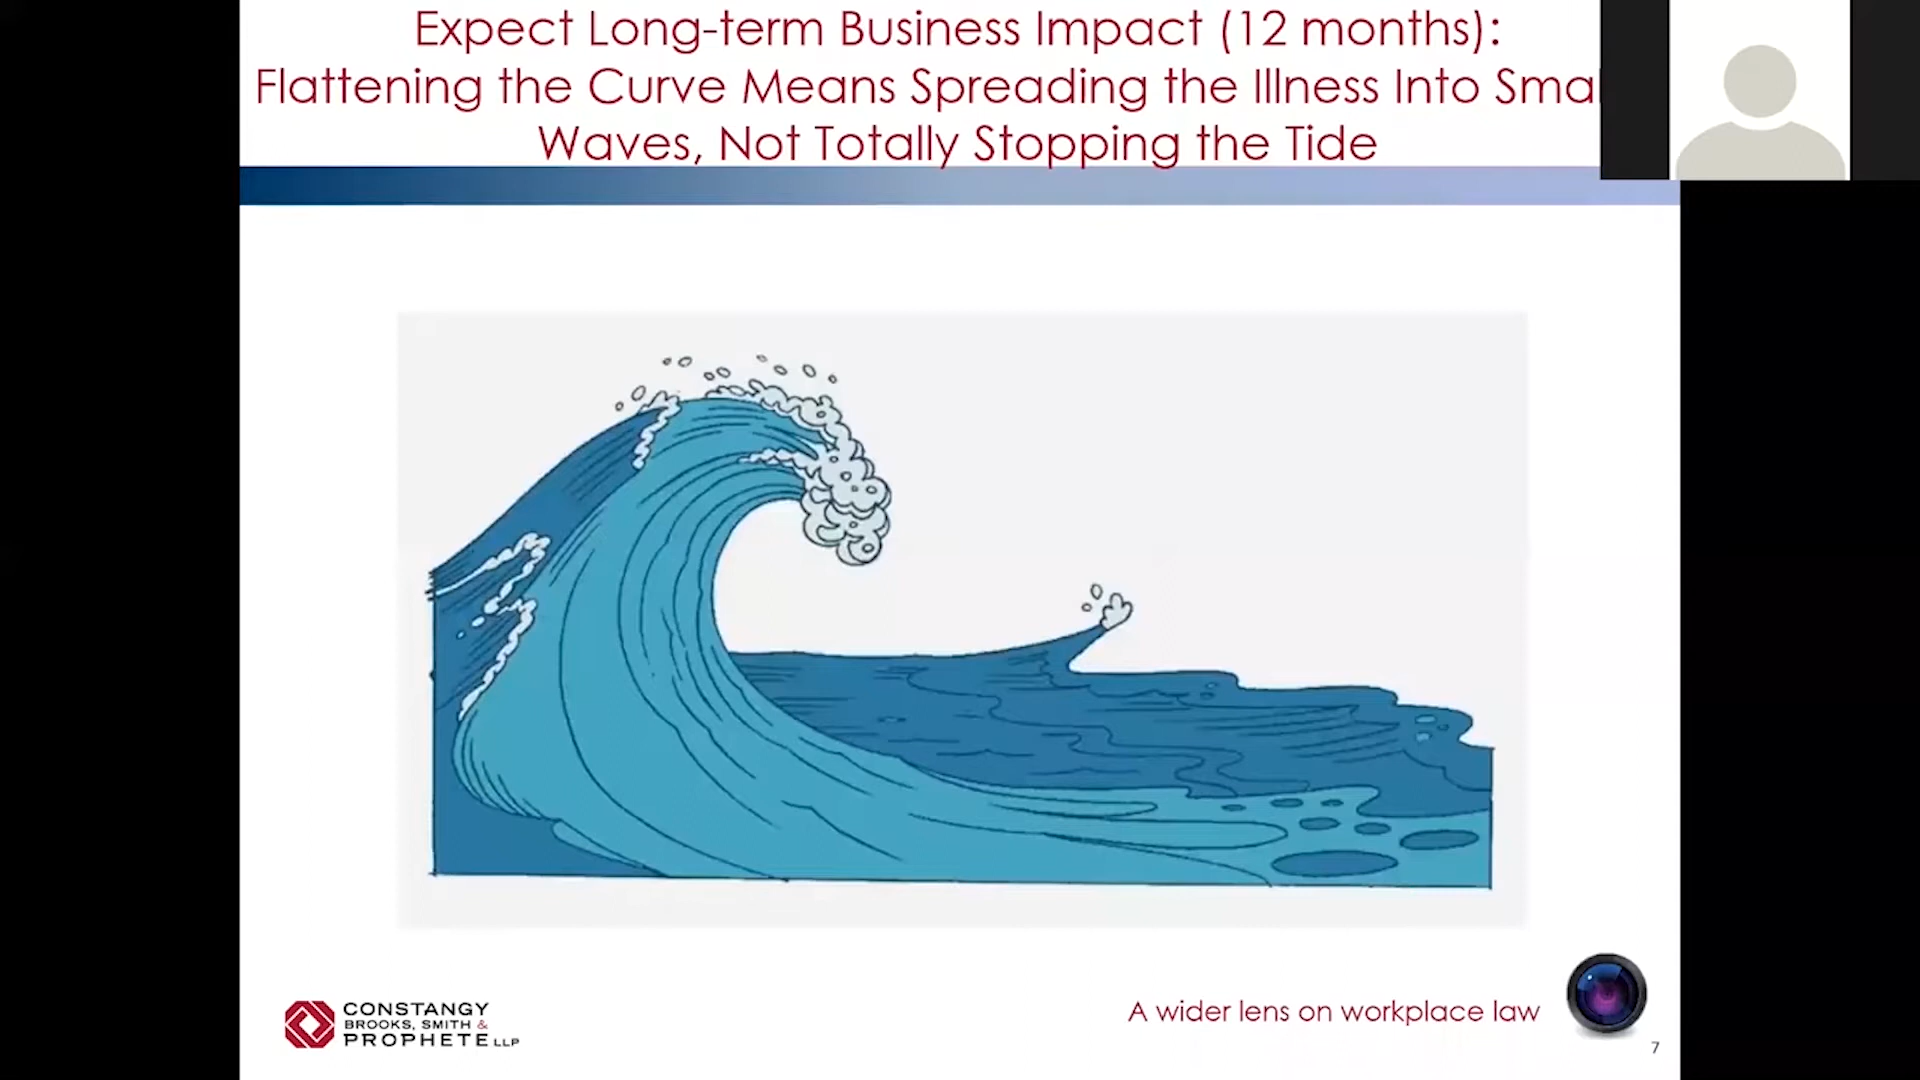 Expect Long-term Business Impact (12 months):
Flattening the Curve Means Spreading the Illness Into
Waves, Not Totally Stopping the Tide
CONSTANGY
BROOKS, SMITH &
PROPHETE LLP
A wider lens on workplace law
7